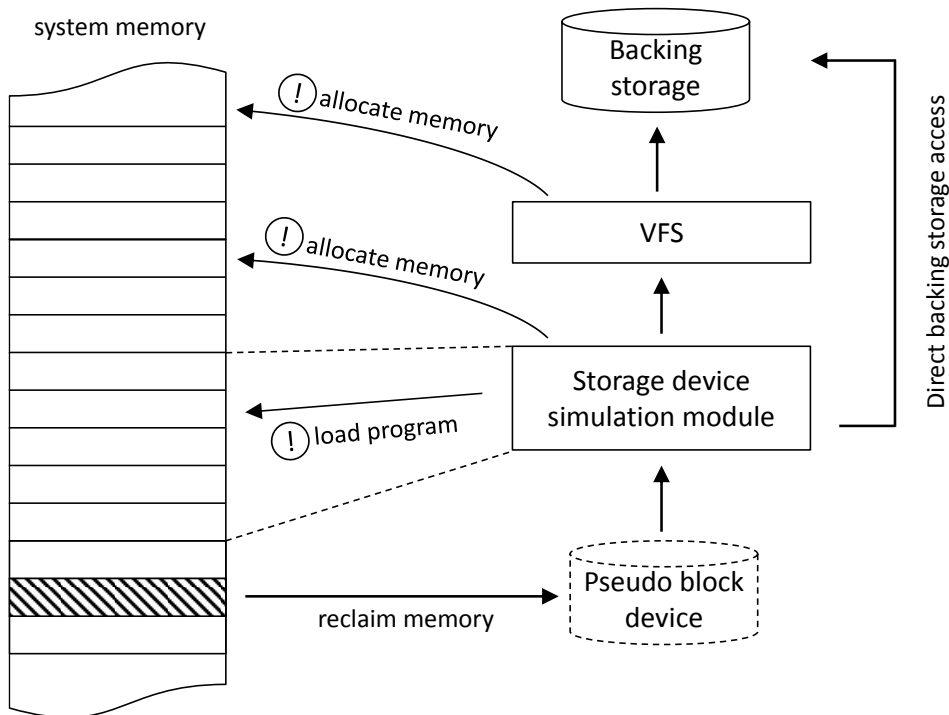 system memory
Backing
storage
! allocate memory
VFS
! allocate memory
Direct backing storage access
Storage device
simulation module
! load program
Pseudo block
device
reclaim memory